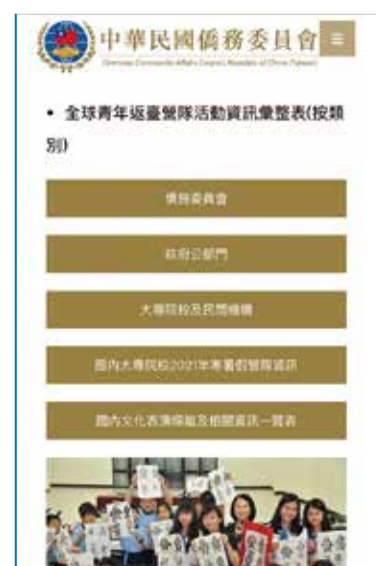 中華民國僑務委員會
Overseas Community Affairs Council, Republic of China (Taiwan)
• 全球青年返臺營隊活動資訊彙整表(按類
別)
僑務委員會
政府公部門
大專院校及民間機構
國內大專院校2021年寒暑假營隊資訊
國內文化表演模組及相關資訊一覽表